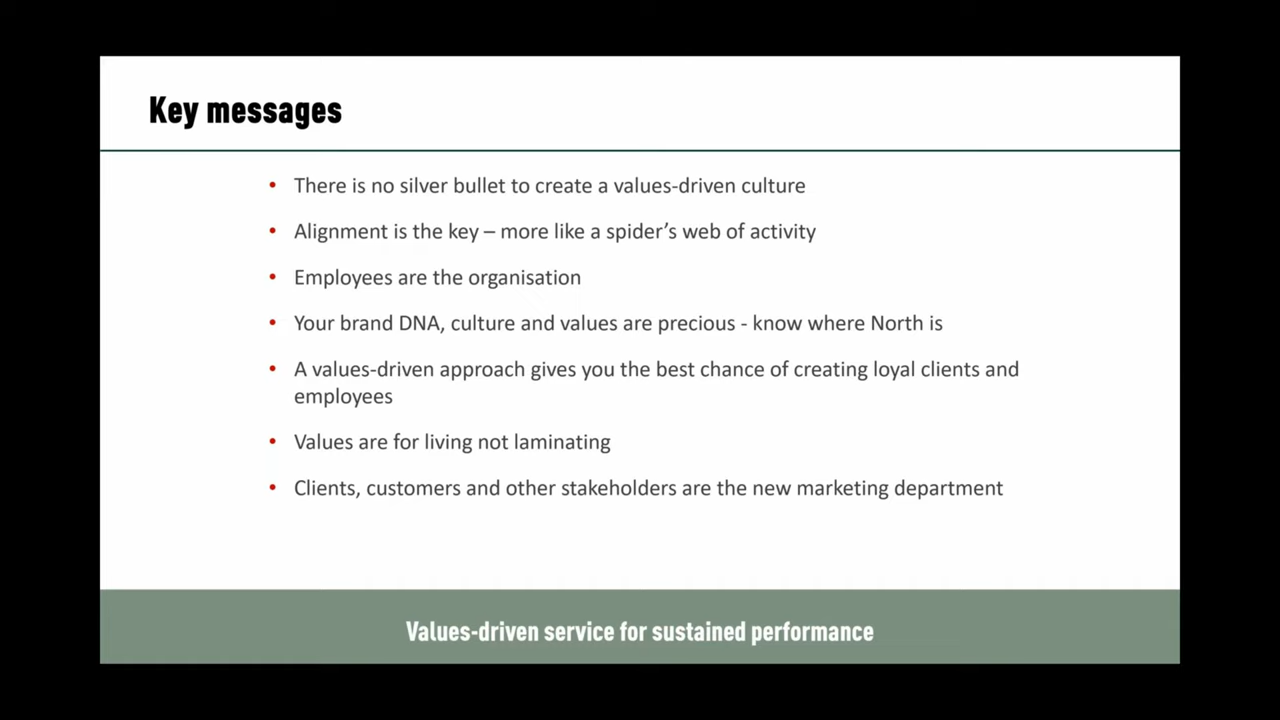 Key messages
• There is no silver bullet to create a values-driven culture
• Alignment is the key – more like a spider’s web of activity
• Employees are the organisation
• Your brand DNA, culture and values are precious - know where North is
• A values-driven approach gives you the best chance of creating loyal clients and
employees
• Values are for living not laminating
• Clients, customers and other stakeholders are the new marketing department
Values-driven service for sustained performance